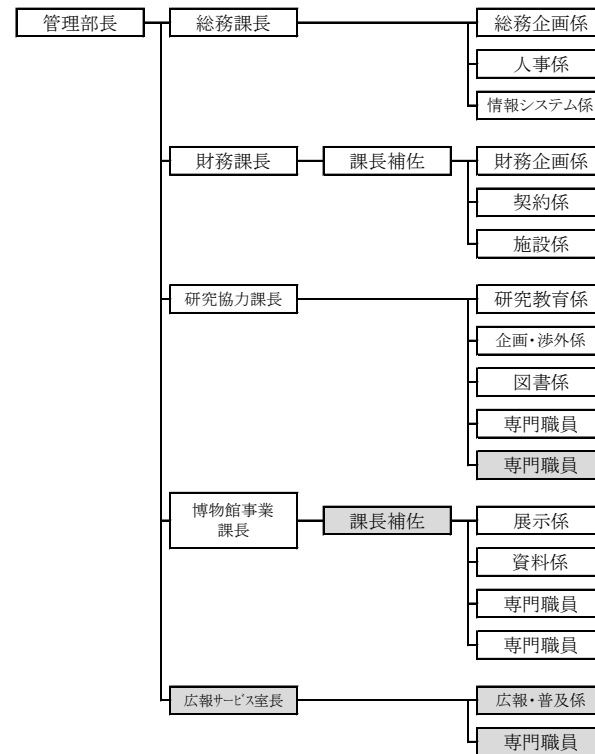 管理部長
総務課長
総務企画係
人事係
情報システム係
財務課長
課長補佐
財務企画係
契約係
施設係
研究協力課長
研究教育係
企画・渉外係
図書係
専門職員
専門職員
博物館事業
課長
課長補佐
展示係
資料係
専門職員
専門職員
広報ｻｰﾋﾞｽ室長
広報・普及係
専門職員